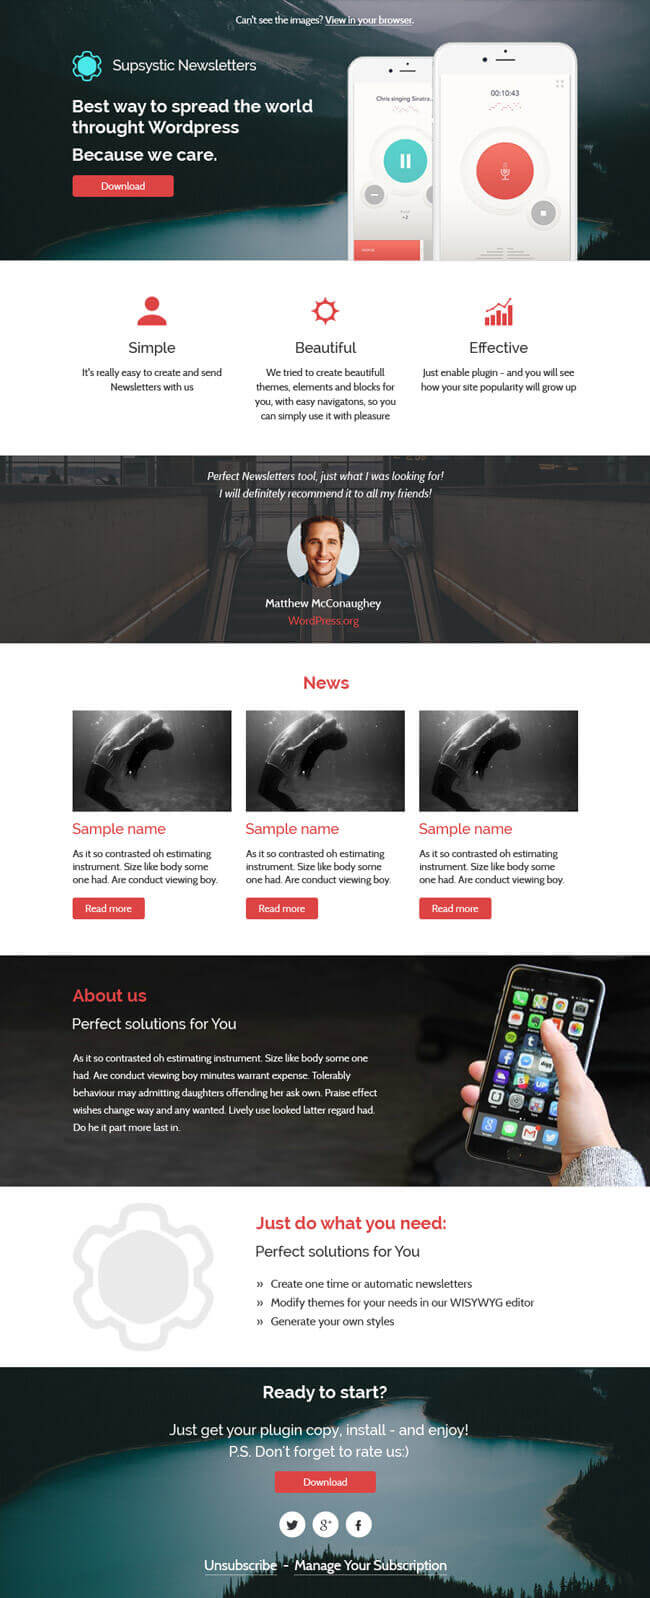 Can't see the images? View in your browser.
Supsystic Newsletters
Best way to spread the world
throught Wordpress
Because we care.
Download
Chris singing Sinatra...
+2
00:10:43
Simple
It's really easy to create and send
Newsletters with us
Beautiful
We tried to create beautifull
themes, elements and blocks for
you, with easy navigatons, so you
can simply use it with pleasure
Effective
Just enable plugin - and you will see
how your site popularity will grow up
Perfect Newsletters tool, just what I was looking for!
I will definitely recommend it to all my friends!
Matthew McConaughey
WordPress.org
News
Sample name
As it so contrasted oh estimating
instrument. Size like body some
one had. Are conduct viewing boy.
Read more
Sample name
As it so contrasted oh estimating
instrument. Size like body some
one had. Are conduct viewing boy.
Read more
Sample name
As it so contrasted oh estimating
instrument. Size like body some
one had. Are conduct viewing boy.
Read more
About us
Perfect solutions for You
As it so contrasted oh estimating instrument. Size like body some one
had. Are conduct viewing boy minutes warrant expense. Tolerably
behaviour may admitting daughters offending her ask own. Praise effect
wishes change way and any wanted. Lively use looked latter regard had.
Do he it part more last in.
Just do what you need:
Perfect solutions for You
» Create one time or automatic newsletters
» Modify themes for your needs in our WISYWYG editor
» Generate your own styles
Ready to start?
Just get your plugin copy, install - and enjoy!
P.S. Don't forget to rate us:)
Download
Unsubscribe - Manage Your Subscription